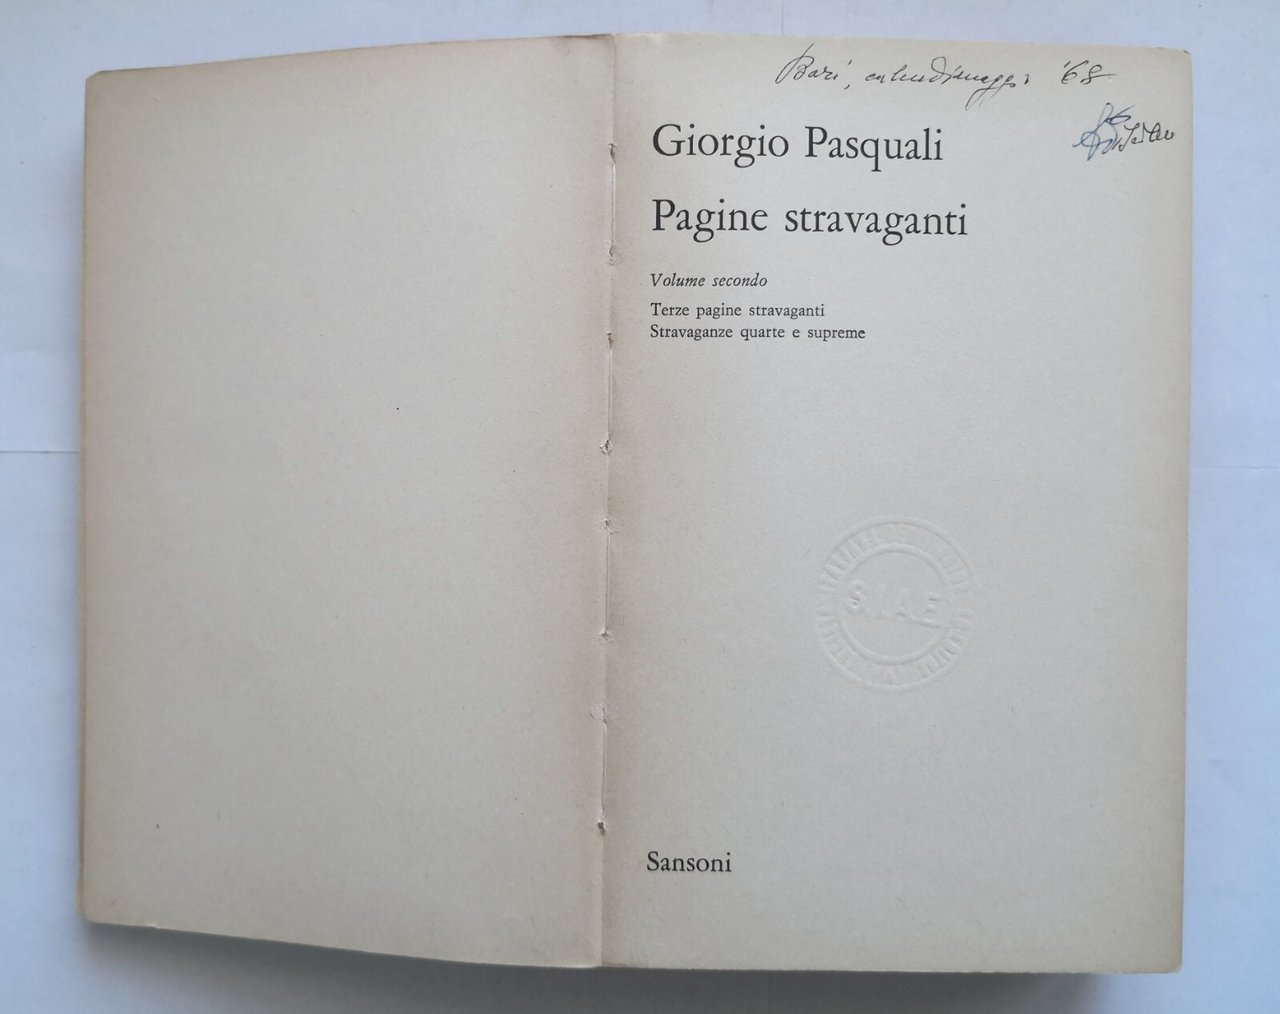 Bari, calendimaggio '68
Giorgio Pasquali
Pagine stravaganti
Volume secondo
Terze pagine stravaganti
Stravaganze quarte e supreme
S.I.A.E.
Sansoni